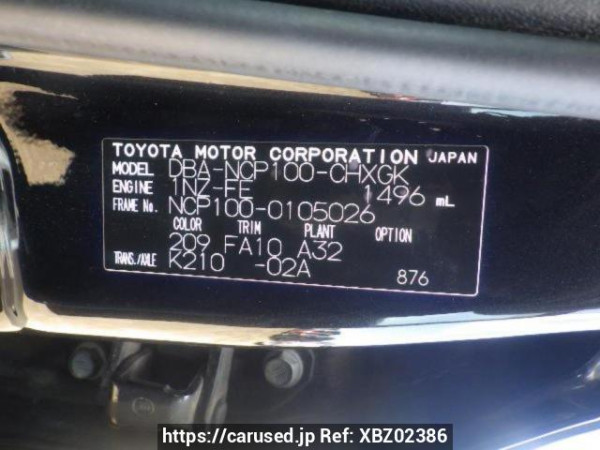 TOYOTA MOTOR CORPORATION JAPAN
MODEL DBA-NCP100-CHXGK
ENGINE 1NZ-FE 1496 mL
FRAME No. NCP100-0105026
COLOR TRIM PLANT OPTION
209 FA10 A32
TRANS./AXLE K210 -02A
876
https://carused.jp Ref: XBZ02386